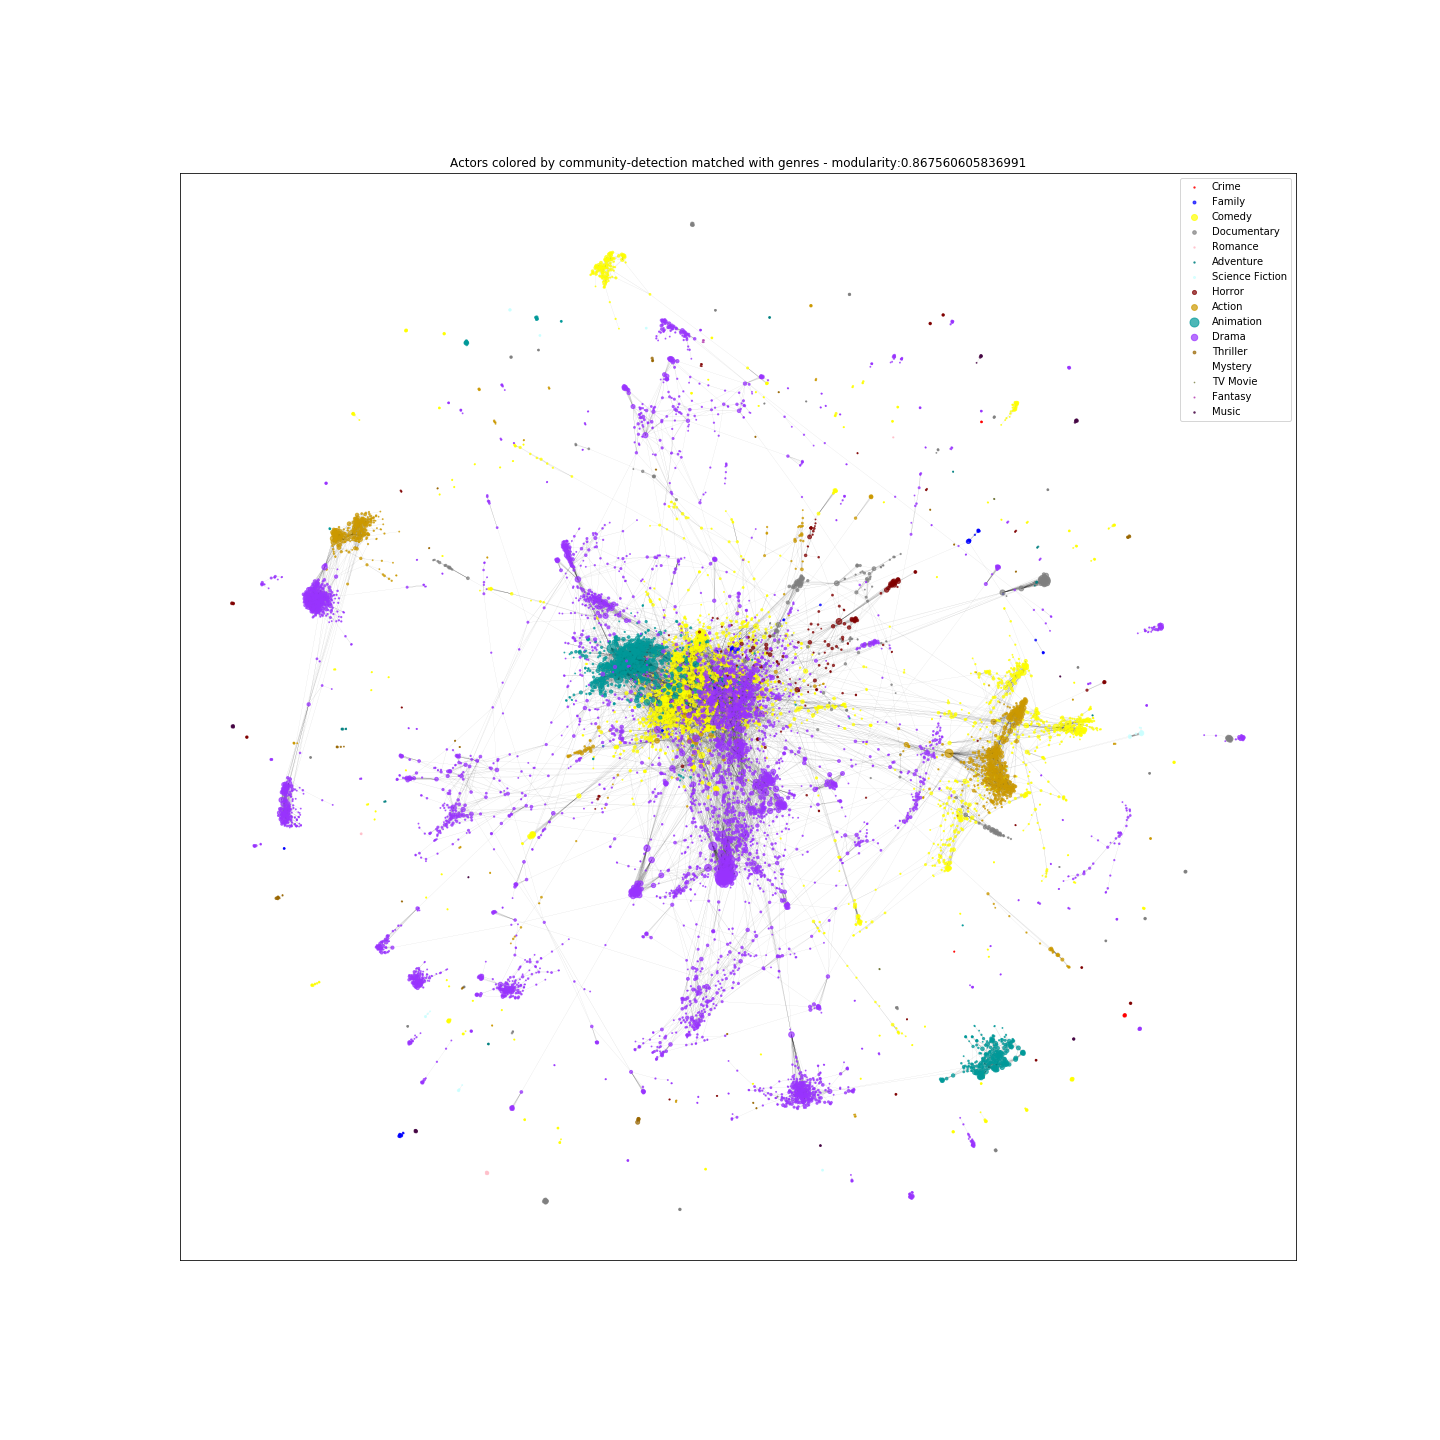 Actors colored by community-detection matched with genres - modularity:0.867560605836991
Crime
Family
Comedy
Documentary
Romance
Adventure
Science Fiction
Horror
Action
Animation
Drama
Thriller
Mystery
TV Movie
Fantasy
Music